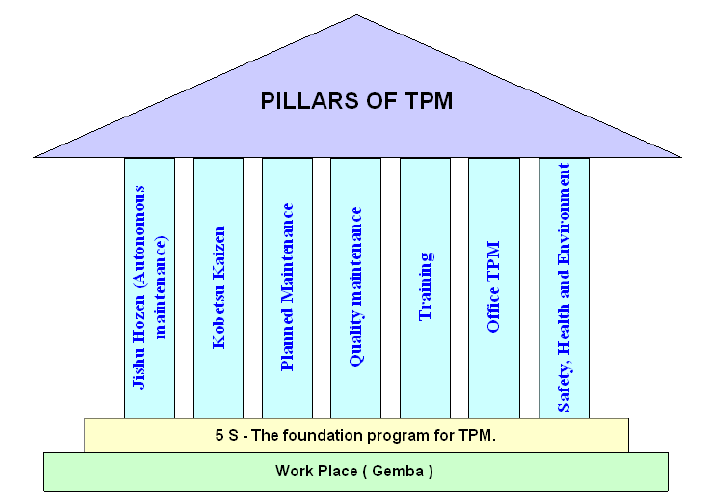 PILLARS OF TPM
Jishu Hozen (Autonomous
maintenance)
Kobetsu Kaizen
Planned Maintenance
Quality maintenance
Training
Office TPM
Safety, Health and Environment
5 S - The foundation program for TPM.
Work Place ( Gemba )